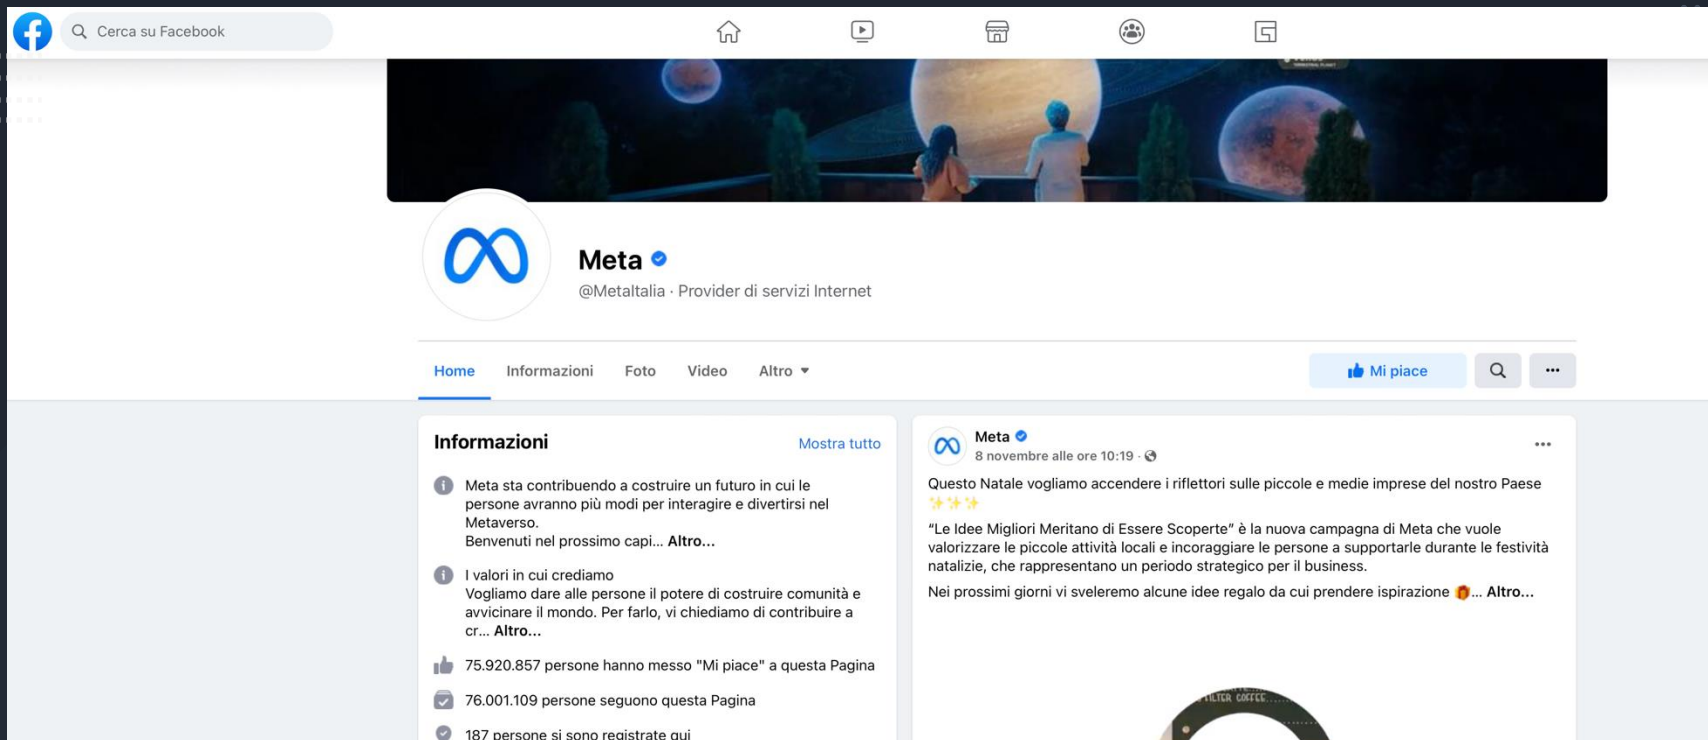 Cerca su Facebook
Meta
@MetaItalia · Provider di servizi Internet
Home
Informazioni
Foto
Video
Altro
Mi piace
Informazioni
Mostra tutto
Meta sta contribuendo a costruire un futuro in cui le
persone avranno più modi per interagire e divertirsi nel
Metaverso.
Benvenuti nel prossimo capi... Altro...
I valori in cui crediamo
Vogliamo dare alle persone il potere di costruire comunità e
avvicinare il mondo. Per farlo, vi chiediamo di contribuire a
cr... Altro...
75.920.857 persone hanno messo "Mi piace" a questa Pagina
76.001.109 persone seguono questa Pagina
187 persone si sono registrate qui
Meta
8 novembre alle ore 10:19 ·
Questo Natale vogliamo accendere i riflettori sulle piccole e medie imprese del nostro Paese
✨✨✨
“Le Idee Migliori Meritano di Essere Scoperte” è la nuova campagna di Meta che vuole
valorizzare le piccole attività locali e incoraggiare le persone a supportarle durante le festività
natalizie, che rappresentano un periodo strategico per il business.
Nei prossimi giorni vi sveleremo alcune idee regalo da cui prendere ispirazione 🎁... Altro...
FILTER COFFEE